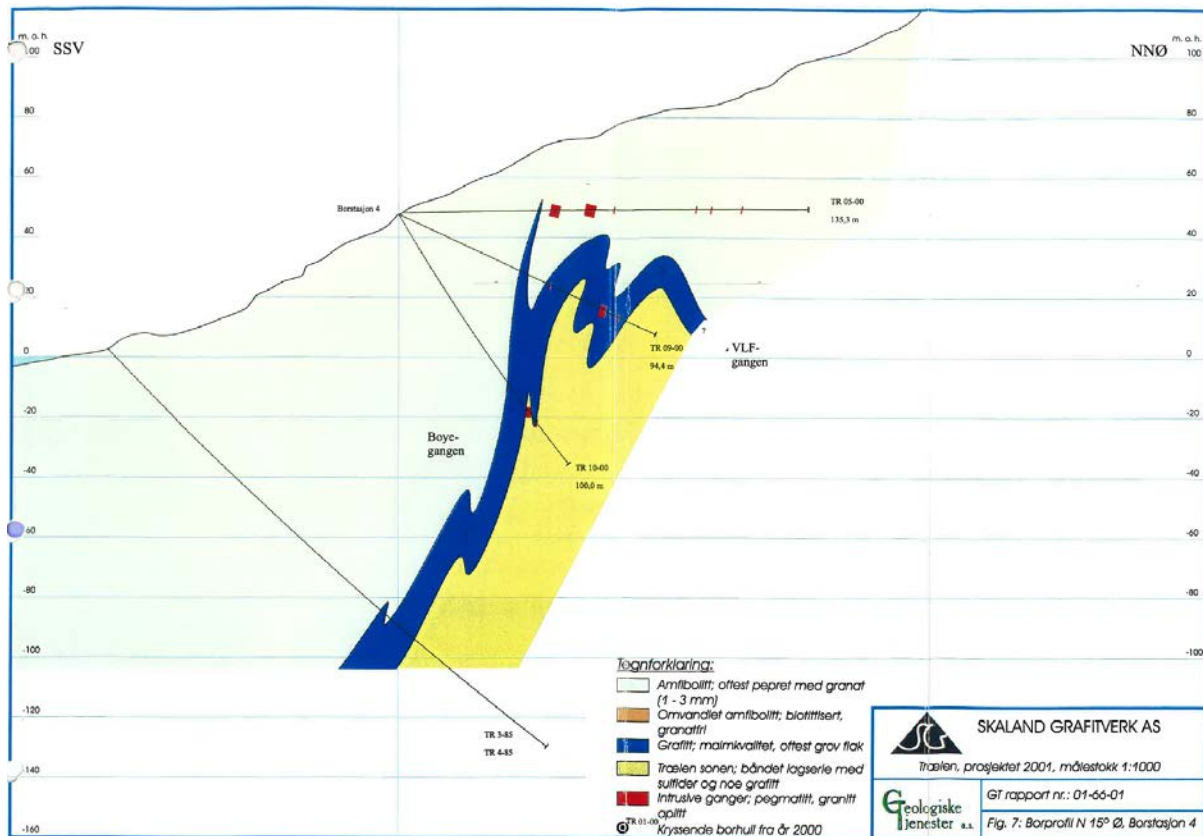 m. o. h.
SSV
100
80
60
40
20
0
-20
-40
-60
-80
-100
-120
-140
-160
NNØ
m. o. h.
100
80
60
40
20
0
-20
-40
-60
-80
-100
Borstasjon 4
TR 05-00
135,3 m
TR 09-00
94,4 m
?
VLF-
gangen
Boye-
gangen
TR 10-00
100,0 m
TR 3-85
TR 4-85
Tegnforklaring:
Amfibolitt; oftest pepret med granat
(1 - 3 mm)
Omvandlet amfibolitt; biotittisert,
granatfri
Grafitt; malmkvalitet, oftest grov flak
Trælen sonen; båndet lagserie med
sulfider og noe grafitt
Intrusive ganger; pegmatitt, granitt
aplitt
TR 01-00
Kryssende borhull fra år 2000
SG
SKALAND GRAFITVERK AS
Trælen, prosjektet 2001, målestokk 1:1000
Geologiske
Tjenester a.s.
GT rapport nr.: 01-66-01
Fig. 7: Borprofil N 15° Ø, Borstasjon 4